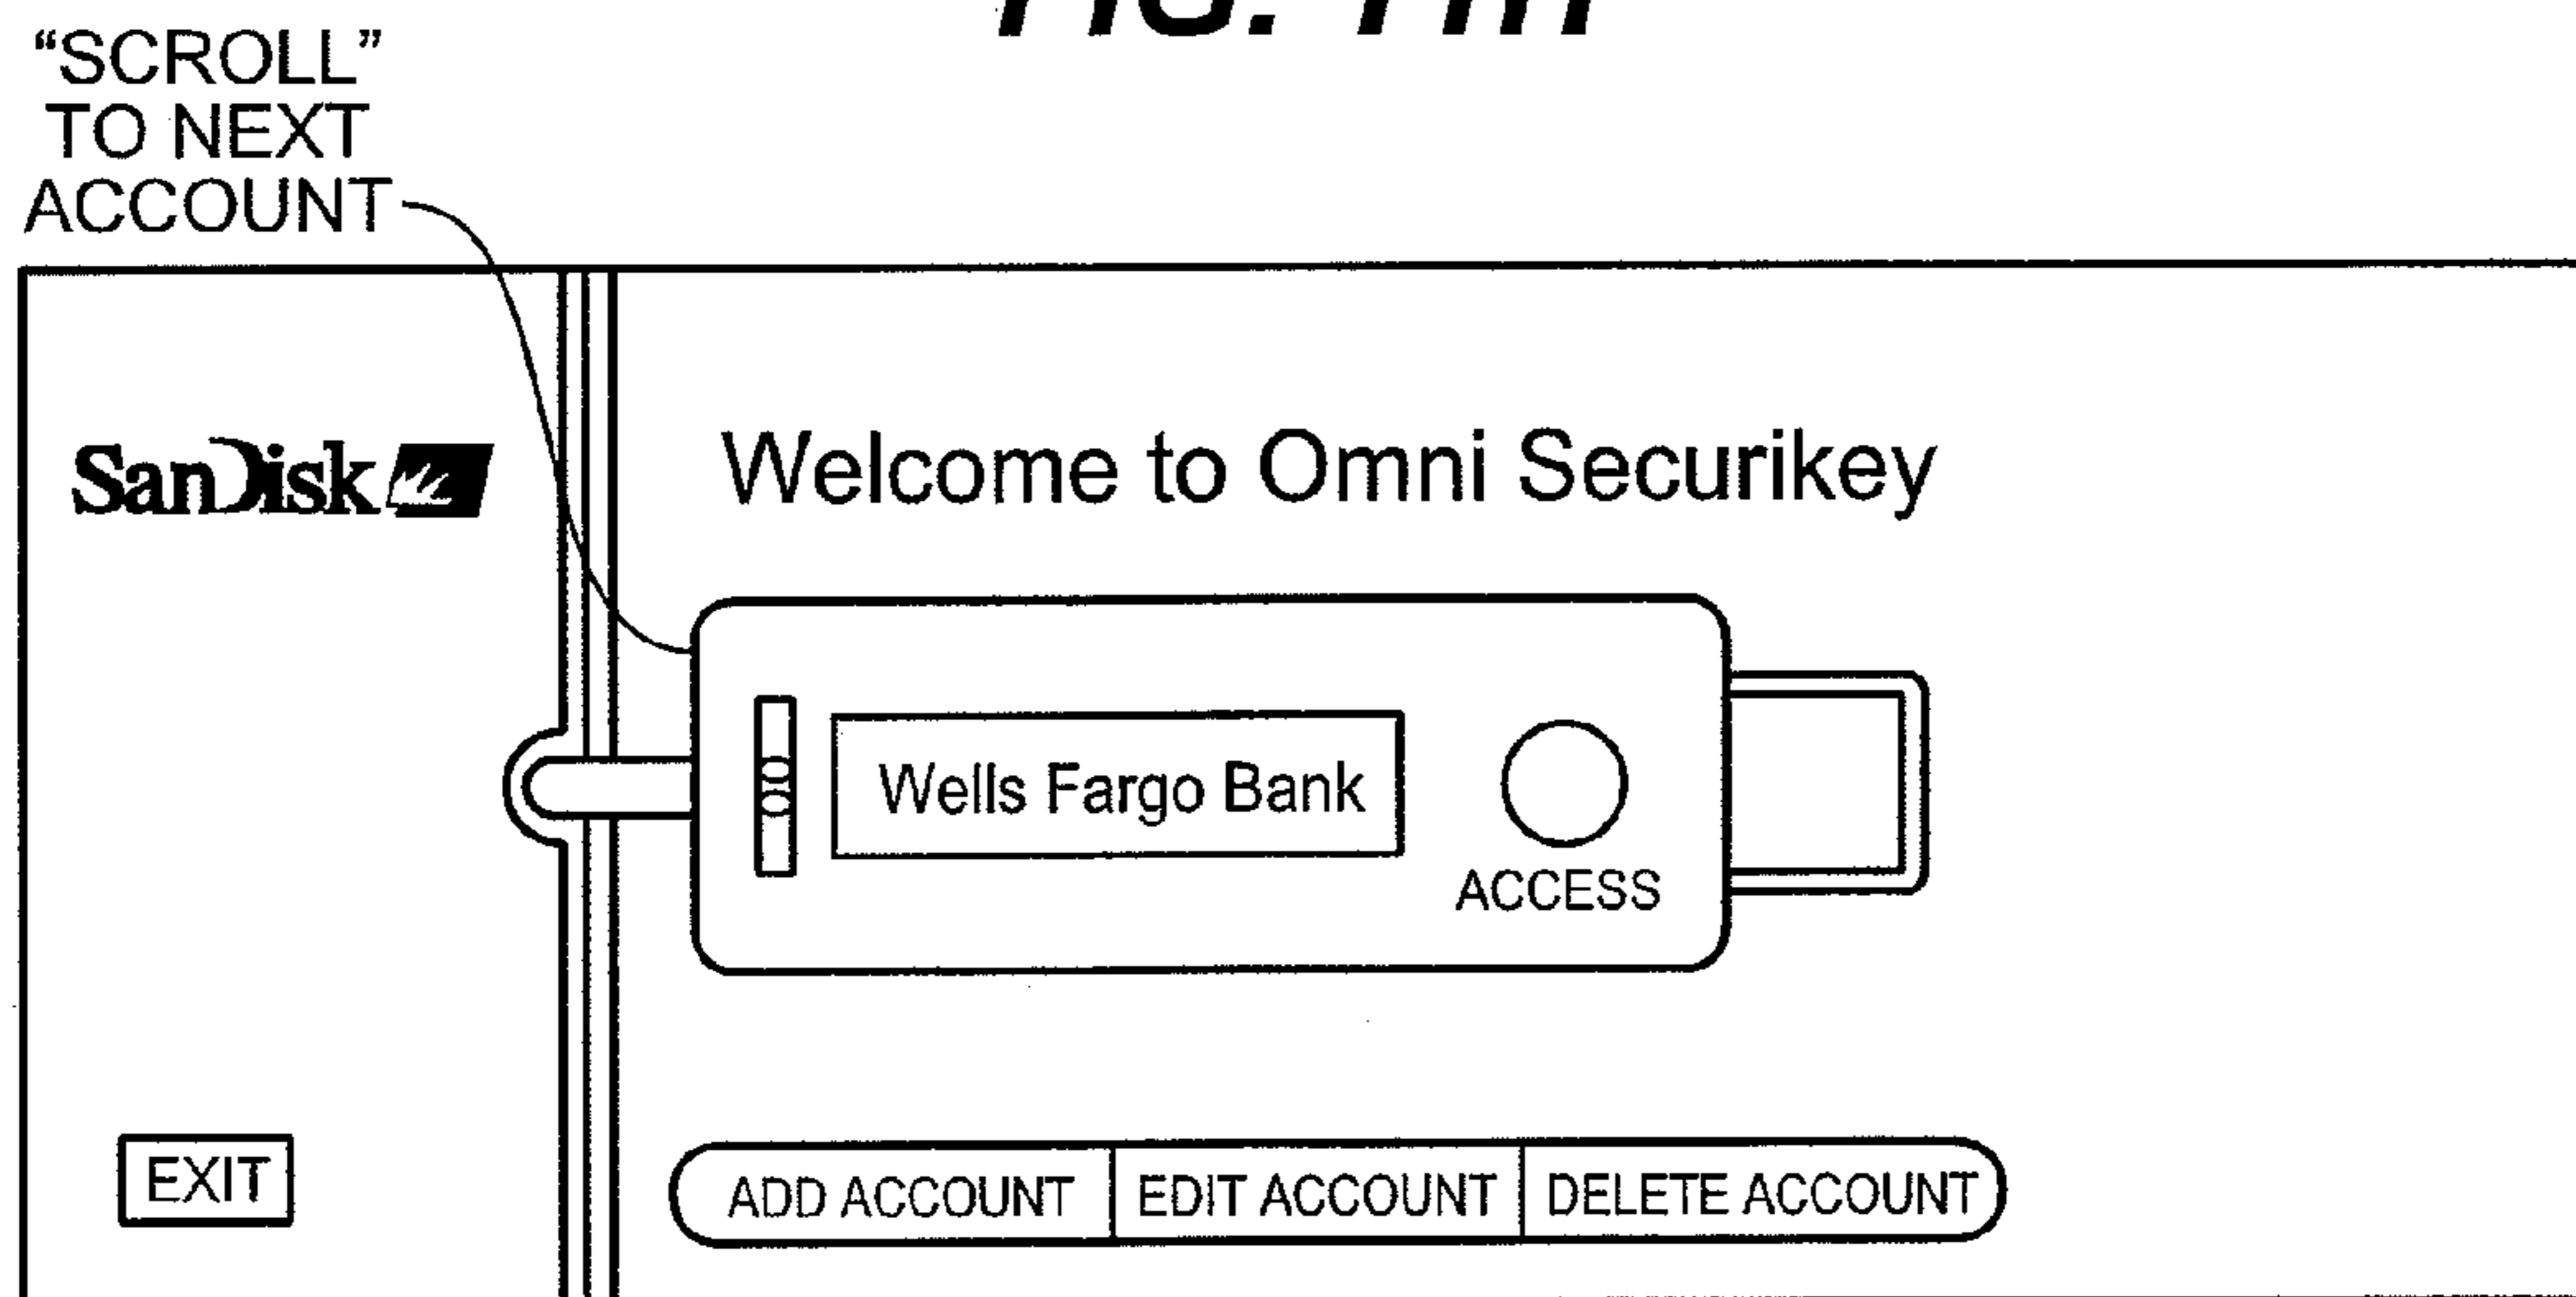 FIG.
"SCROLL"
TO NEXT
ACCOUNT
SanDisk
Welcome to Omni Securikey
Wells Fargo Bank
ACCESS
EXIT
ADD ACCOUNT EDIT ACCOUNT DELETE ACCOUNT